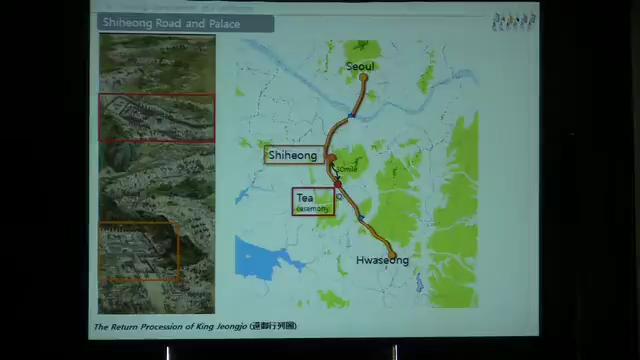 Shiheong Road and Palace
Seoul
Shiheong
30mile
Tea
ceremony
Hwaseong
The Return Procession of King Jeongjo (還御行列圖)